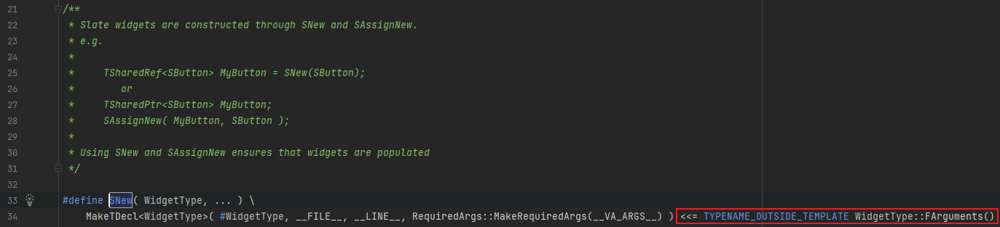 21 /**
22  * Slate widgets are constructed through SNew and SAssignNew.
23  * e.g.
24  *
25  *     TSharedRef<SButton> MyButton = SNew(SButton);
26  *        or
27  *     TSharedPtr<SButton> MyButton;
28  *     SAssignNew( MyButton, SButton );
29  *
30  * Using SNew and SAssignNew ensures that widgets are populated
31  */
32
33 #define SNew( WidgetType, ... ) \
34     MakeTDecl<WidgetType>( #WidgetType, __FILE__, __LINE__, RequiredArgs::MakeRequiredArgs(__VA_ARGS__) ) <<= TYPENAME_OUTSIDE_TEMPLATE WidgetType::FArguments()